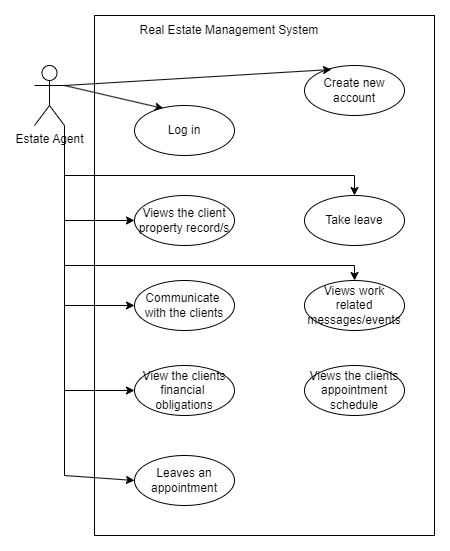 Real Estate Management System
Create new
account
Log in
Estate Agent
Views the client
property record/s
Take leave
Communicate
with the clients
Views work
related
messages/events
View the clients
financial
obligations
Views the clients
appointment
schedule
Leaves an
appointment